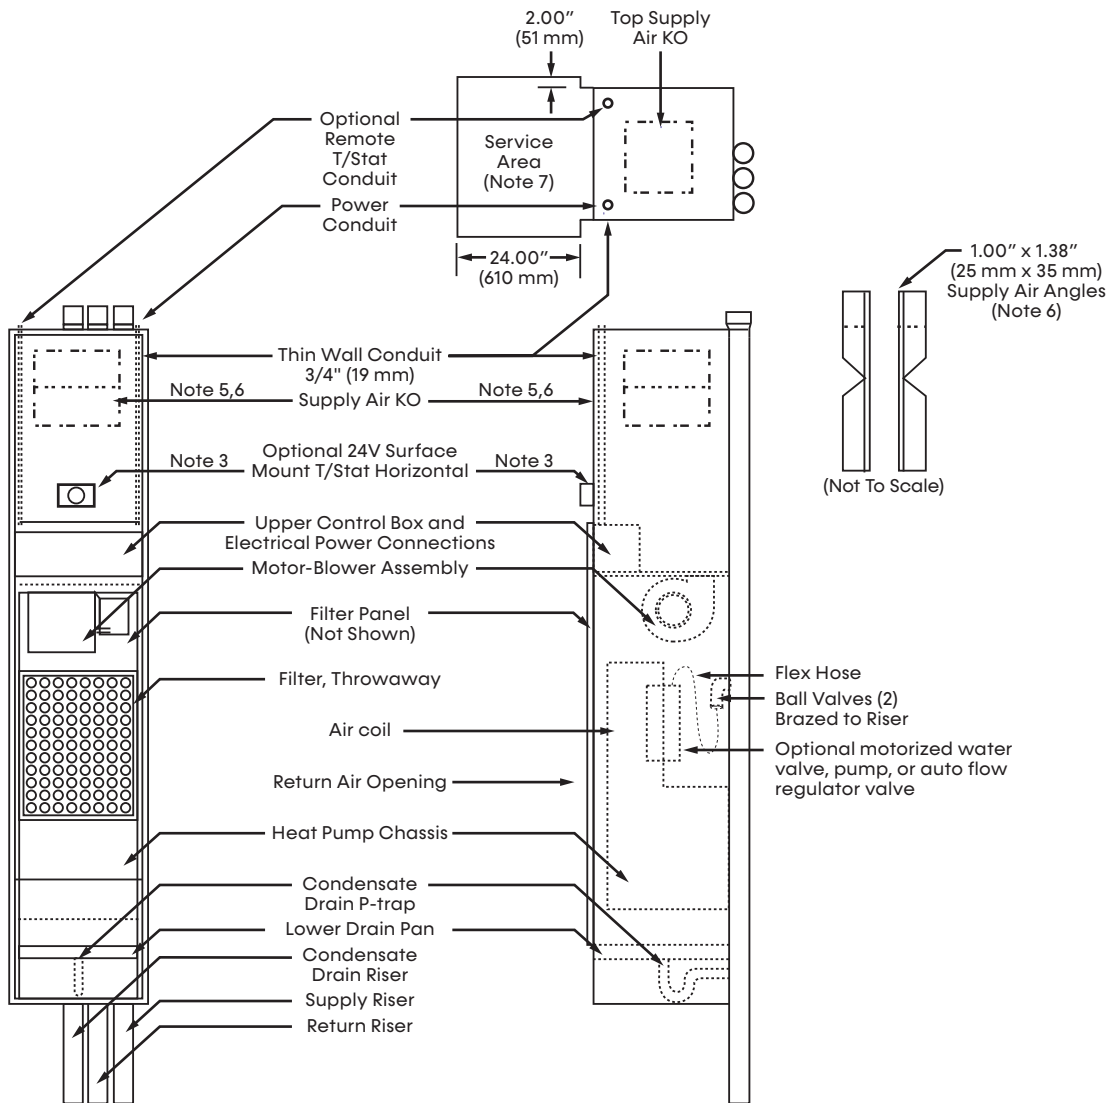 2.00"
(51 mm)
Top Supply
Air KO
Optional
Remote
T/Stat
Conduit
Service
Area
(Note 7)
Power
Conduit
24.00"
(610 mm)
1.00" x 1.38"
(25 mm x 35 mm)
Supply Air Angles
(Note 6)
Thin Wall Conduit
3/4" (19 mm)
Note 5,6
Supply Air KO
Note 5,6
Note 3
Optional 24V Surface
Mount T/Stat Horizontal
Note 3
(Not To Scale)
Upper Control Box and
Electrical Power Connections
Motor-Blower Assembly
Filter Panel
(Not Shown)
Filter, Throwaway
Flex Hose
Ball Valves (2)
Brazed to Riser
Air coil
Optional motorized water
valve, pump, or auto flow
regulator valve
Return Air Opening
Heat Pump Chassis
Condensate
Drain P-trap
Lower Drain Pan
Condensate
Drain Riser
Supply Riser
Return Riser